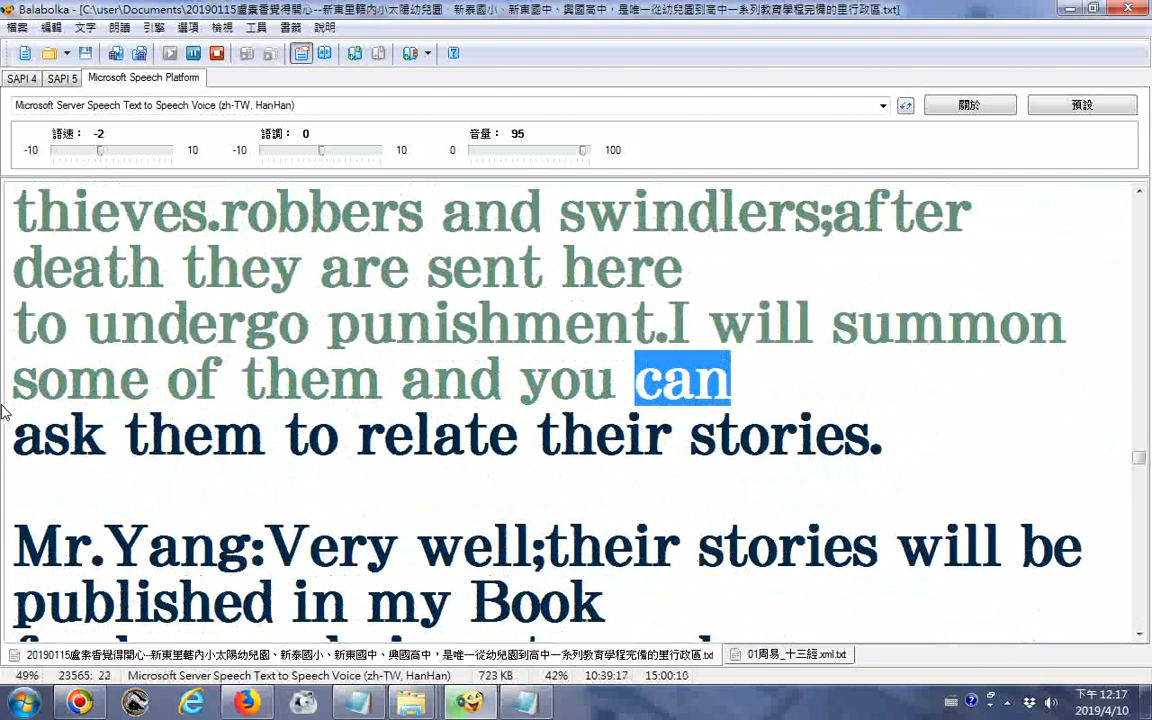 Balabolka - [C:\user\Documents\20190115盧素香覺得開心--新東里轄內小太陽幼兒園、新泰國小、新東國中、興國高中，是唯一從幼兒園到高中一系列教育學程完備的里行政區.txt]
檔案 編輯 文字 朗讀 引擎 選項 檢視 工具 書籤 說明
SAPI 4 SAPI 5 Microsoft Speech Platform
Microsoft Server Speech Text to Speech Voice (zh-TW, HanHan) 關於 預設
語速： -2 語調： 0 音量： 95
-10 10 -10 10 0 100
thieves.robbers and swindlers;after
death they are sent here
to undergo punishment.I will summon
some of them and you can
ask them to relate their stories.
Mr.Yang:Very well;their stories will be
published in my Book
20190115盧素香覺得開心--新東里轄內小太陽幼兒園、新泰國小、新東國中、興國高中，是唯一從幼兒園到高中一系列教育學程完備的里行政區.txt 01周易_十三經.xml.txt
49% 23565: 22 Microsoft Server Speech Text to Speech Voice (zh-TW, HanHan) 723 KB 42% 10:39:17 15:00:10
下午 12:17
2019/4/10